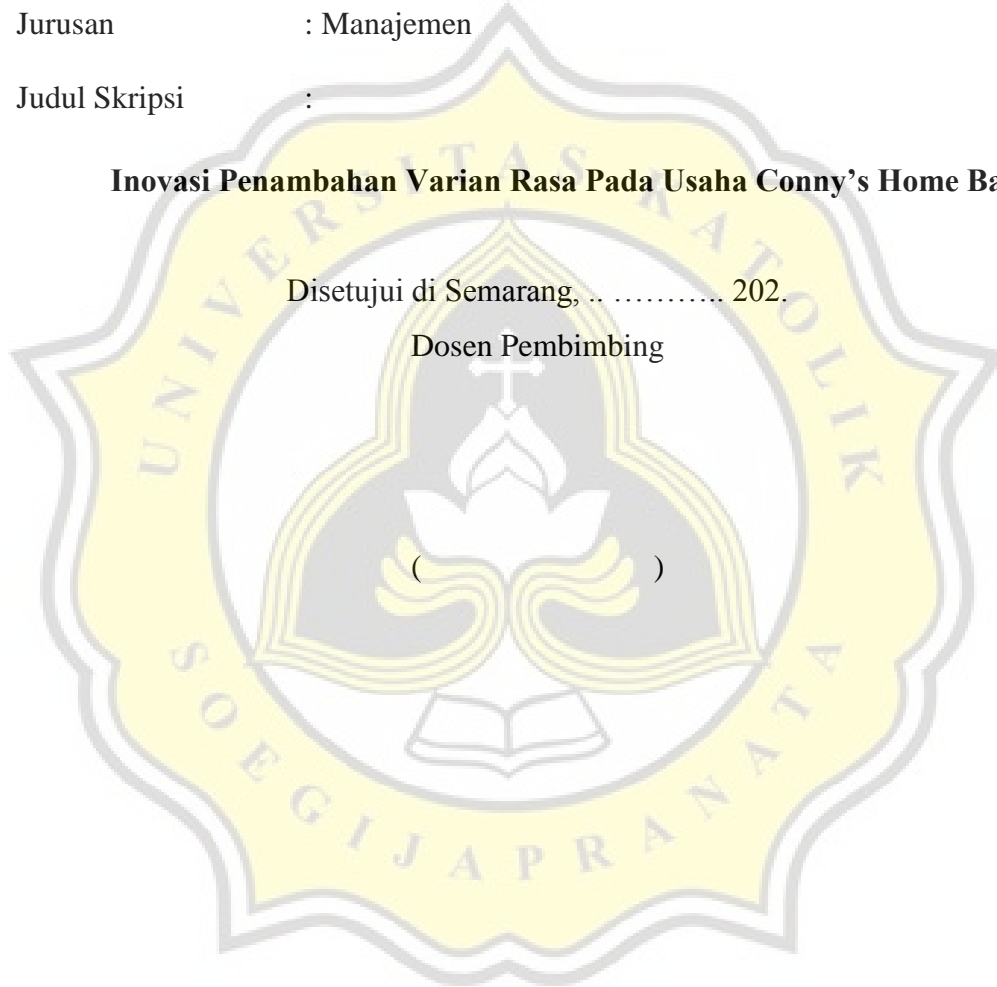 Jurusan : Manajemen
Judul Skripsi :
Inovasi Penambahan Varian Rasa Pada Usaha Conny’s Home Ba
Disetujui di Semarang, .. ……….. 202.
Dosen Pembimbing
( )
UNIVERSITAS KATOLIK
SOEGIJAPRANATA